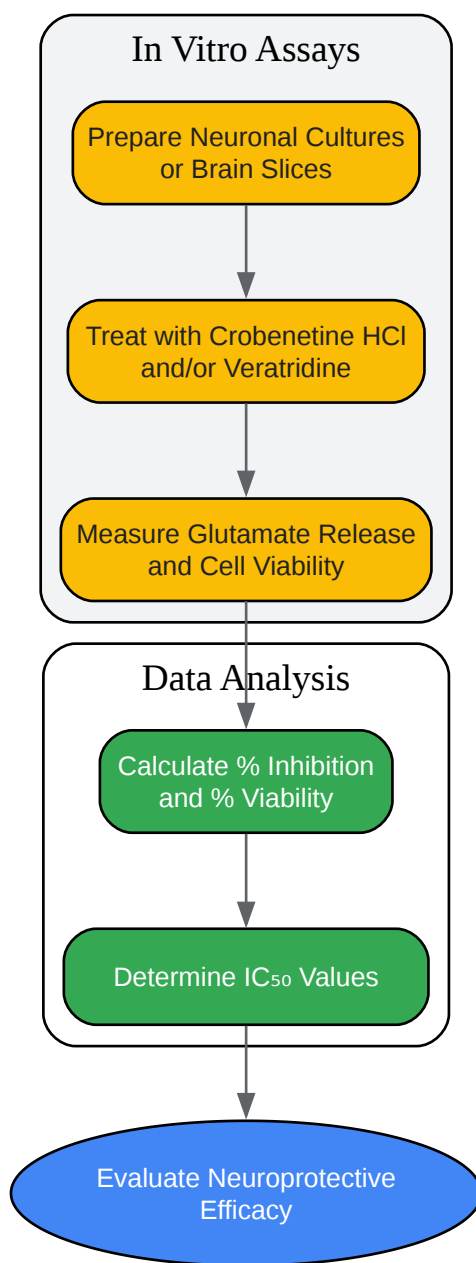 In Vitro Assays
Prepare Neuronal Cultures
or Brain Slices
Treat with Crobenetine HCl
and/or Veratridine
Measure Glutamate Release
and Cell Viability
Data Analysis
Calculate % Inhibition
and % Viability
Determine IC₅₀ Values
Evaluate Neuroprotective
Efficacy